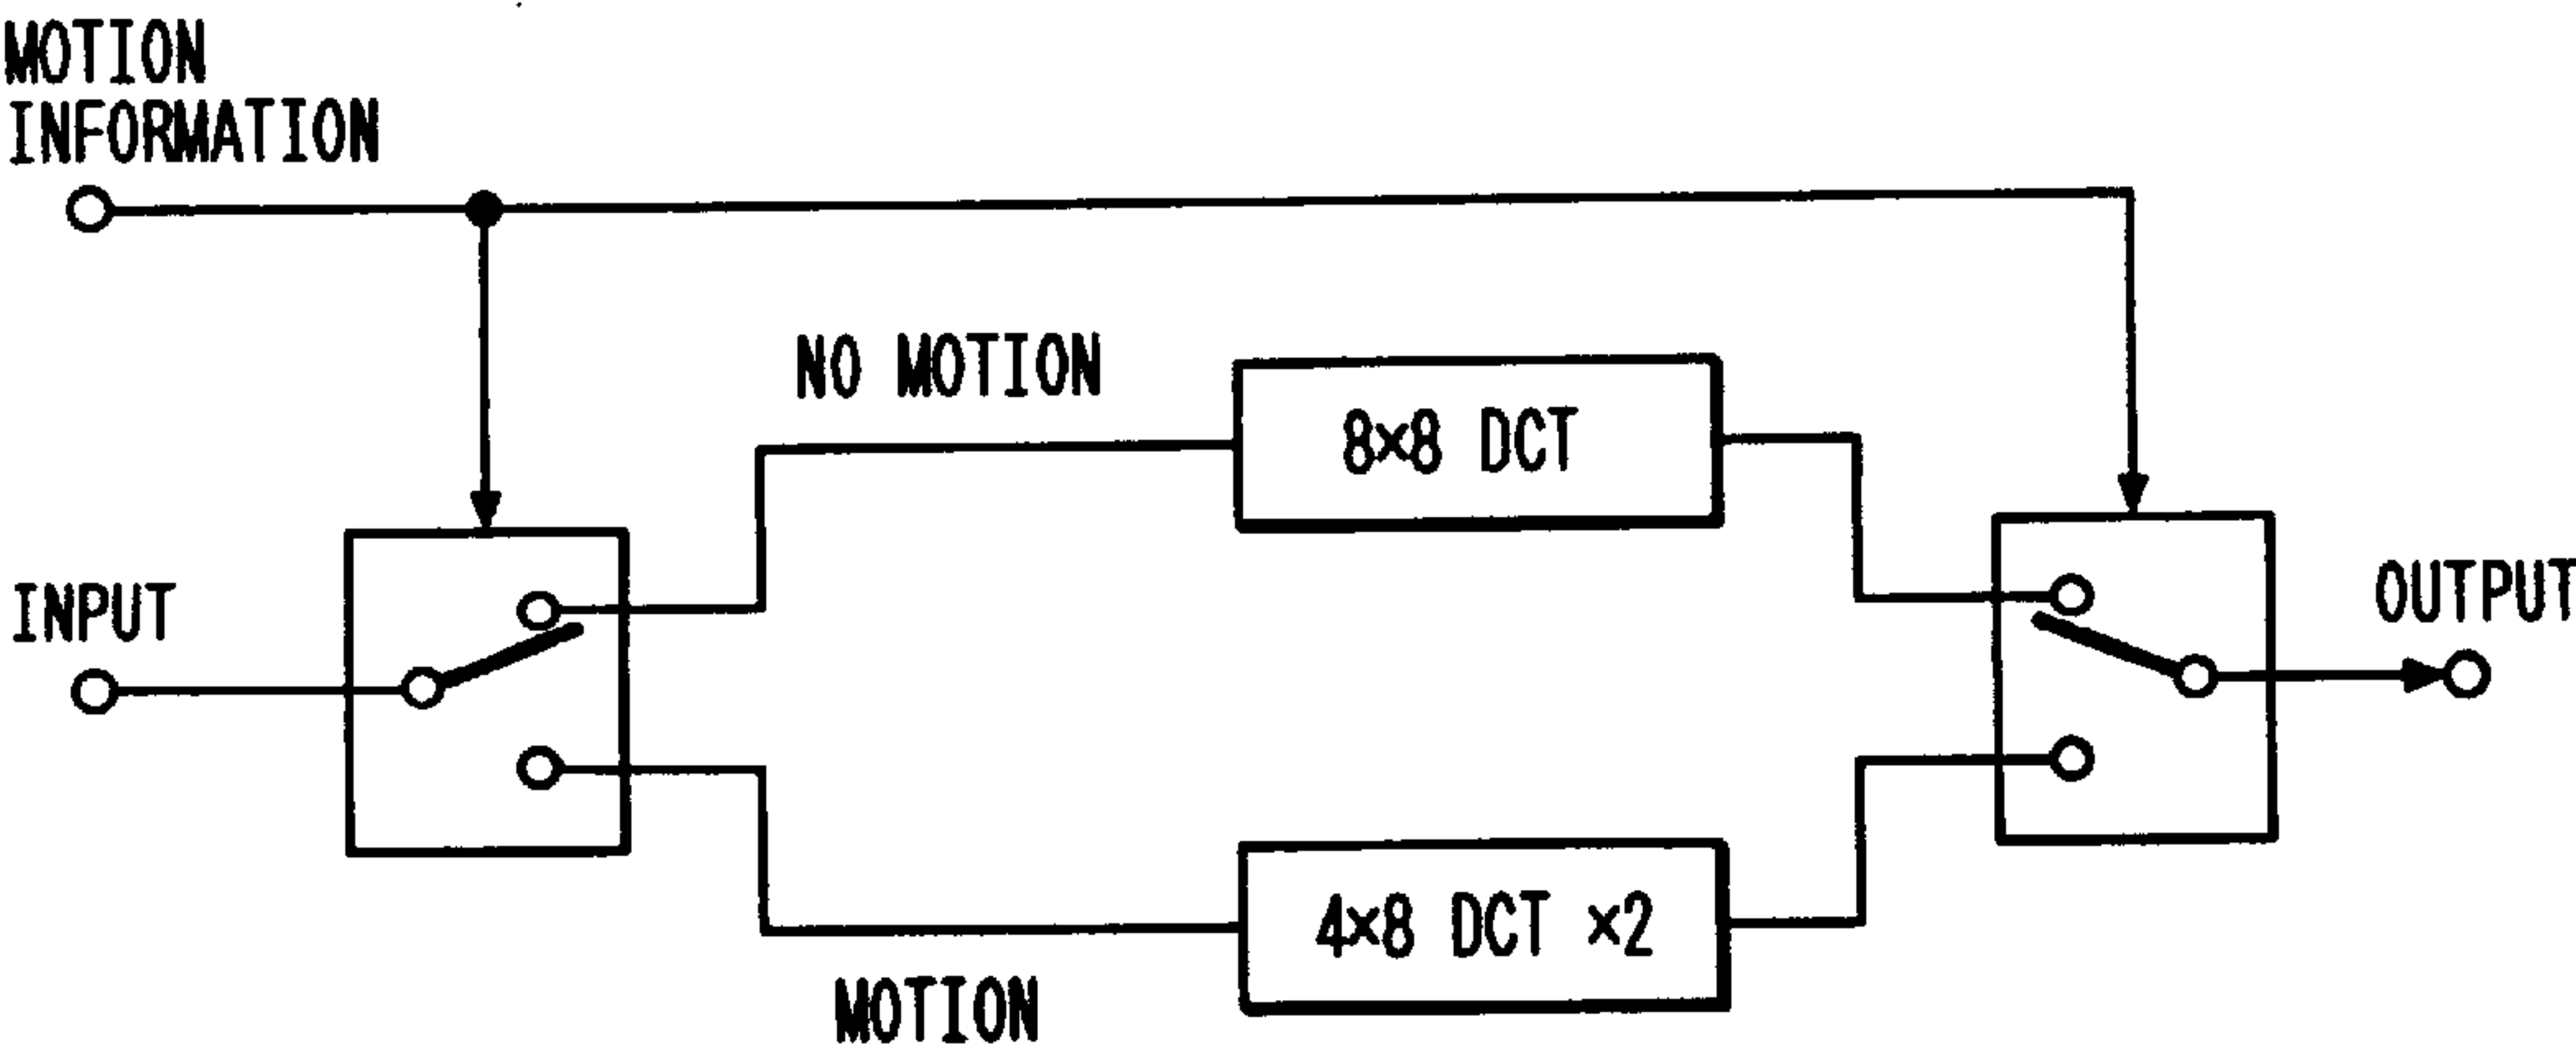 MOTION
INFORMATION
NO MOTION
8×8 DCT
INPUT
OUTPUT
4×8 DCT ×2
MOTION